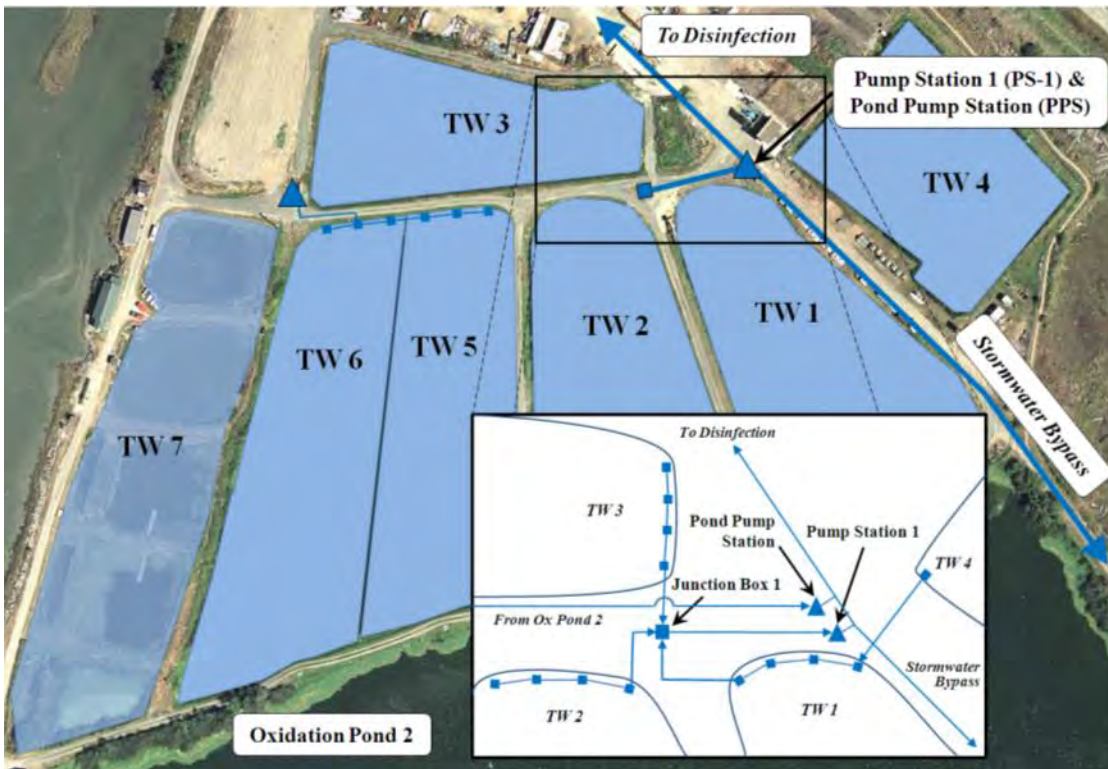 To Disinfection
Pump Station 1 (PS-1) &
Pond Pump Station (PPS)
TW 3
TW 4
TW 2
TW 1
TW 6
TW 5
TW 7
Stormwater Bypass
Oxidation Pond 2
To Disinfection
TW 3
Pond Pump
Station
Pump Station 1
TW 4
Junction Box 1
From Ox Pond 2
Stormwater
Bypass
TW 2
TW 1